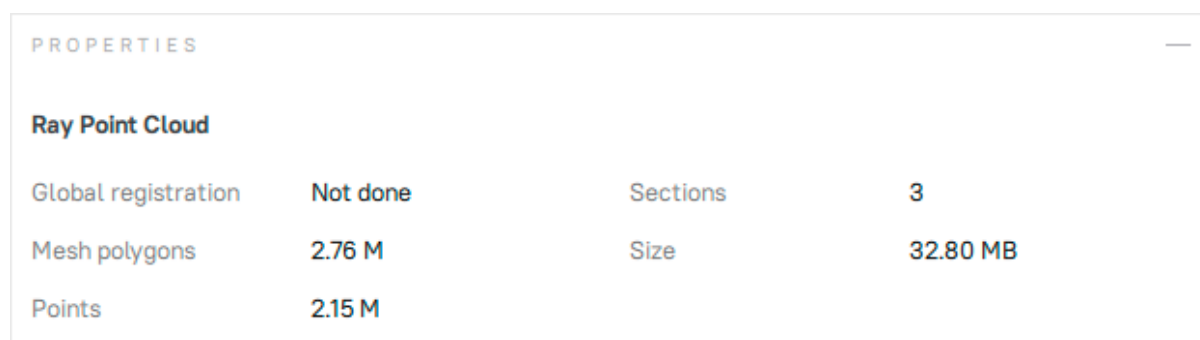 PROPERTIES
Ray Point Cloud
Global registration Not done Sections 3
Mesh polygons 2.76 M Size 32.80 MB
Points 2.15 M